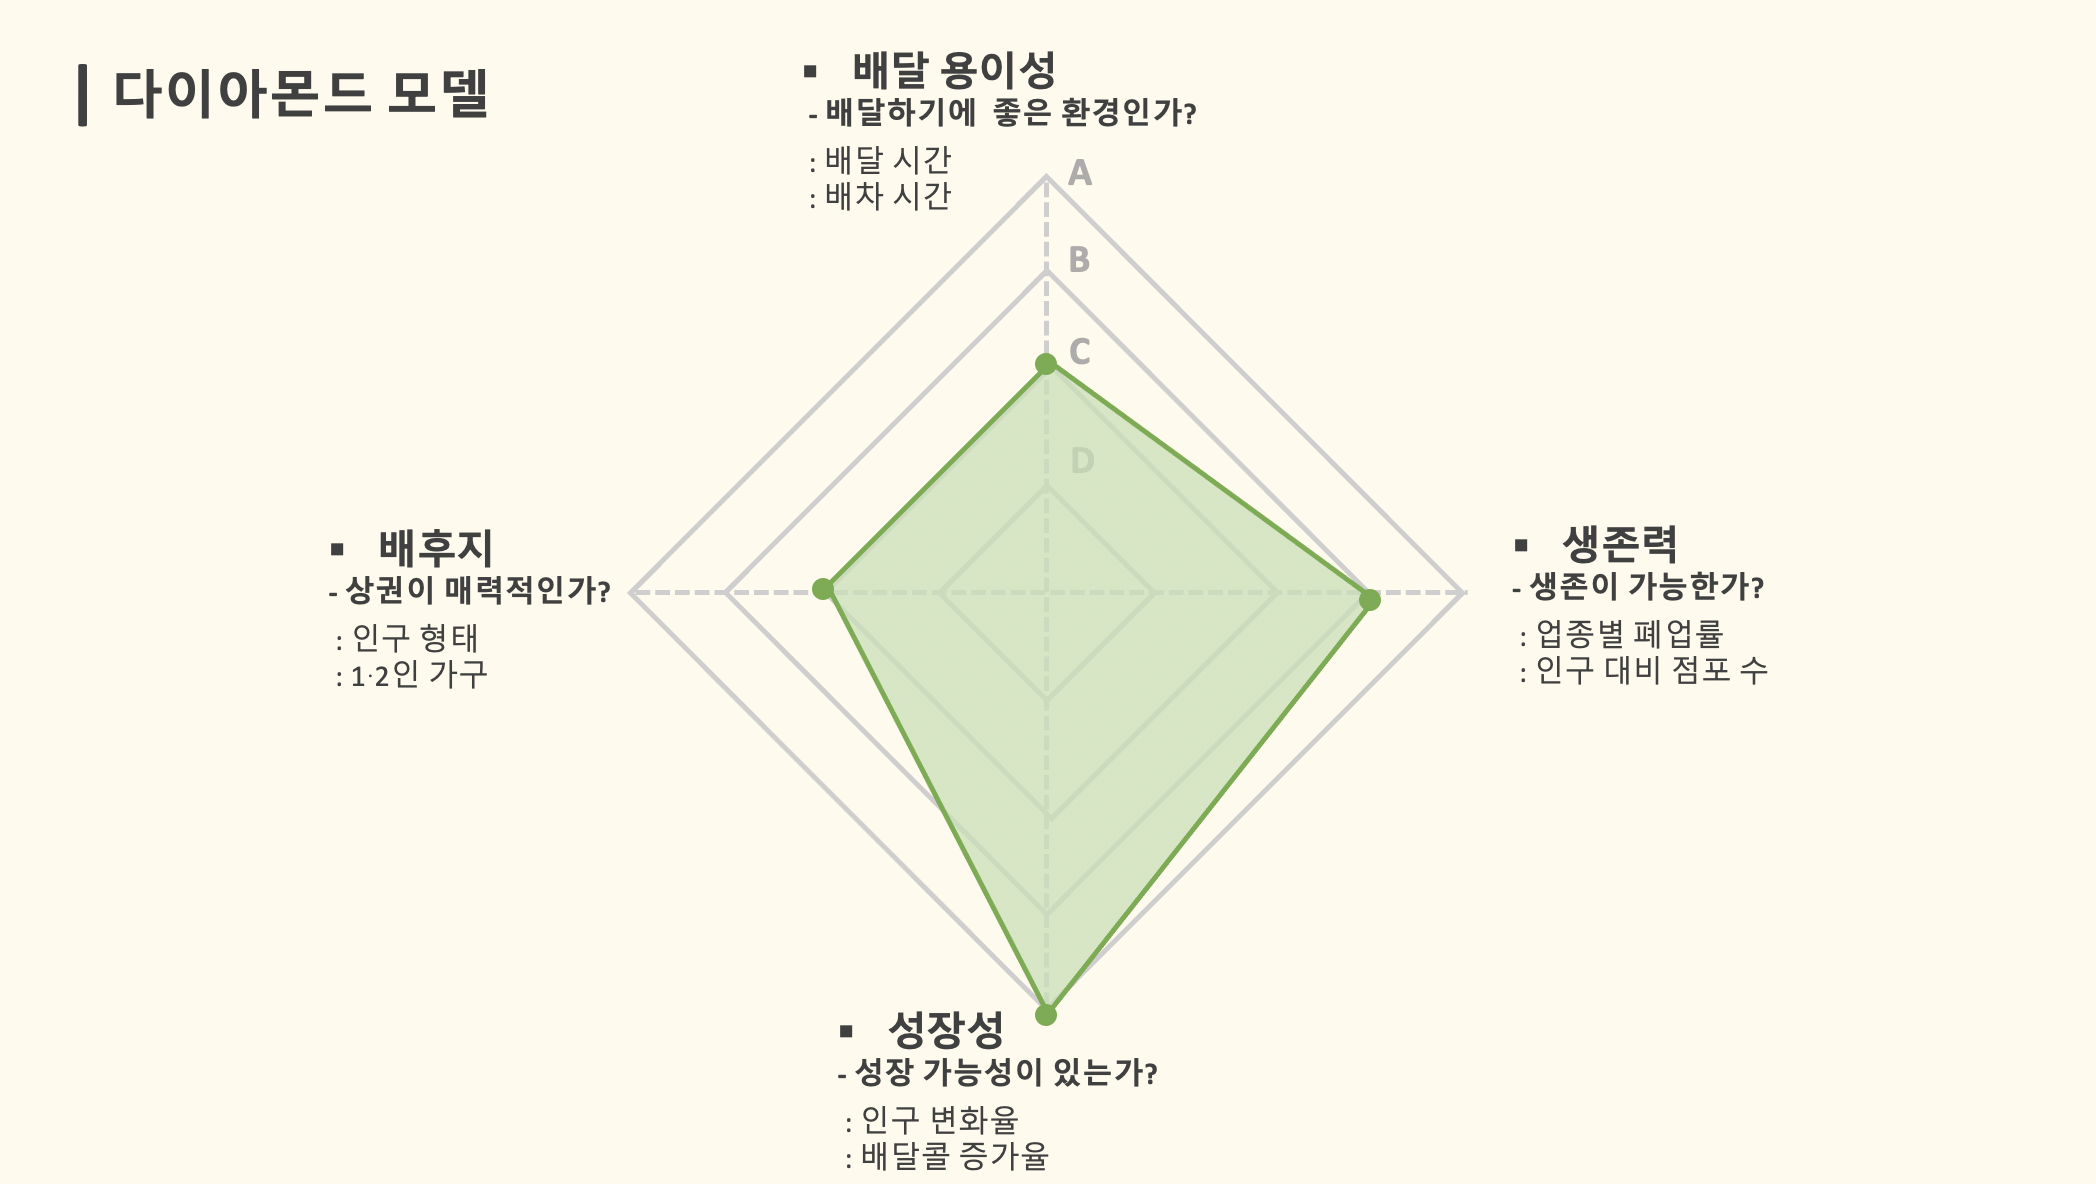 다이아몬드 모델
▪ 배달 용이성
- 배달하기에 좋은 환경인가?
: 배달 시간
: 배차 시간
A
B
C
D
▪ 배후지
- 상권이 매력적인가?
: 인구 형태
: 1·2인 가구
▪ 생존력
- 생존이 가능한가?
: 업종별 폐업률
: 인구 대비 점포 수
▪ 성장성
- 성장 가능성이 있는가?
: 인구 변화율
: 배달콜 증가율